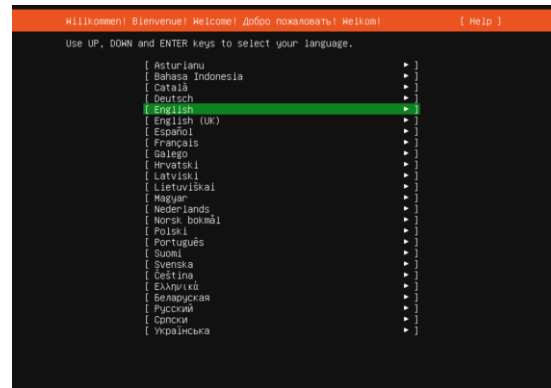 Willkommen! Bienvenue! Welcome! Добро пожаловать! Welkom! [ Help ]
Use UP, DOWN and ENTER keys to select your language.
[ Asturianu ► ]
[ Bahasa Indonesia ► ]
[ Català ► ]
[ Deutsch ► ]
[ English ► ]
[ English (UK) ► ]
[ Español ► ]
[ Français ► ]
[ Galego ► ]
[ Hrvatski ► ]
[ Latviski ► ]
[ Lietuviškai ► ]
[ Magyar ► ]
[ Nederlands ► ]
[ Norsk bokmål ► ]
[ Polski ► ]
[ Português ► ]
[ Suomi ► ]
[ Svenska ► ]
[ Čeština ► ]
[ Ελληνικά ► ]
[ Беларуская ► ]
[ Русский ► ]
[ Српски ► ]
[ Українська ► ]